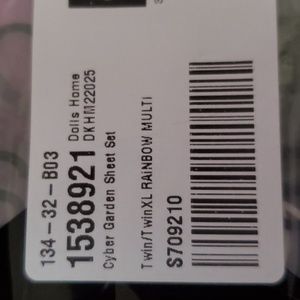 134-32-B03
1538921
Dolls Home
DKHM22025
Cyber Garden Sheet Set
Twin/TwinXL RAINBOW MULTI
S709210